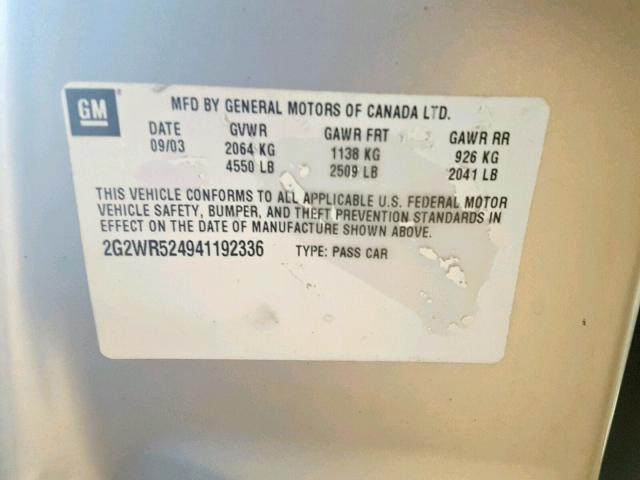 GM
MFD BY GENERAL MOTORS OF CANADA LTD.
DATE GVWR GAWR FRT GAWR RR
09/03 2064 KG 1138 KG 926 KG
4550 LB 2509 LB 2041 LB
THIS VEHICLE CONFORMS TO ALL APPLICABLE U.S. FEDERAL MOTOR
VEHICLE SAFETY, BUMPER, AND THEFT PREVENTION STANDARDS IN
EFFECT ON THE DATE OF MANUFACTURE SHOWN ABOVE.
2G2WR524941192336 TYPE: PASS CAR